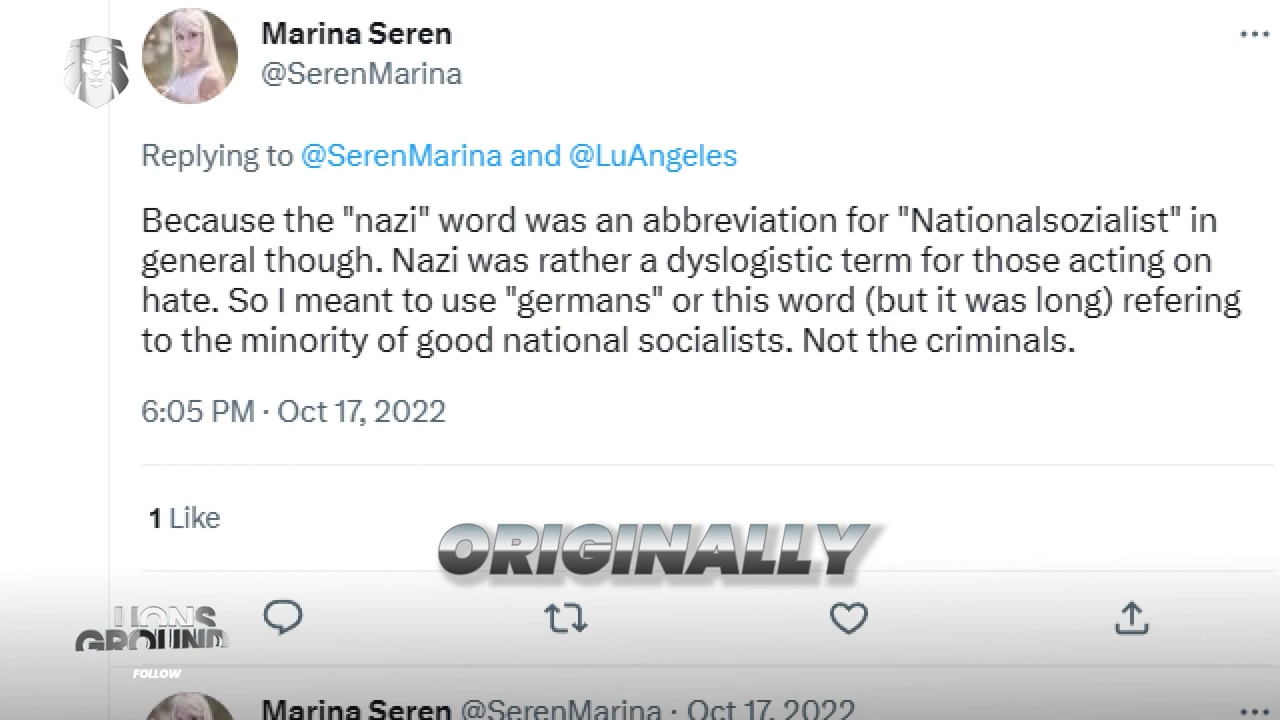 Marina Seren
@SerenMarina
Replying to @SerenMarina and @LuAngeles
Because the "nazi" word was an abbreviation for "Nationalsozialist" in
general though. Nazi was rather a dyslogistic term for those acting on
hate. So I meant to use "germans" or this word (but it was long) refering
to the minority of good national socialists. Not the criminals.
6:05 PM · Oct 17, 2022
1 Like
ORIGINALLY
LIONS
GROUND
FOLLOW
Marina Seren @SerenMarina · Oct 17, 2022